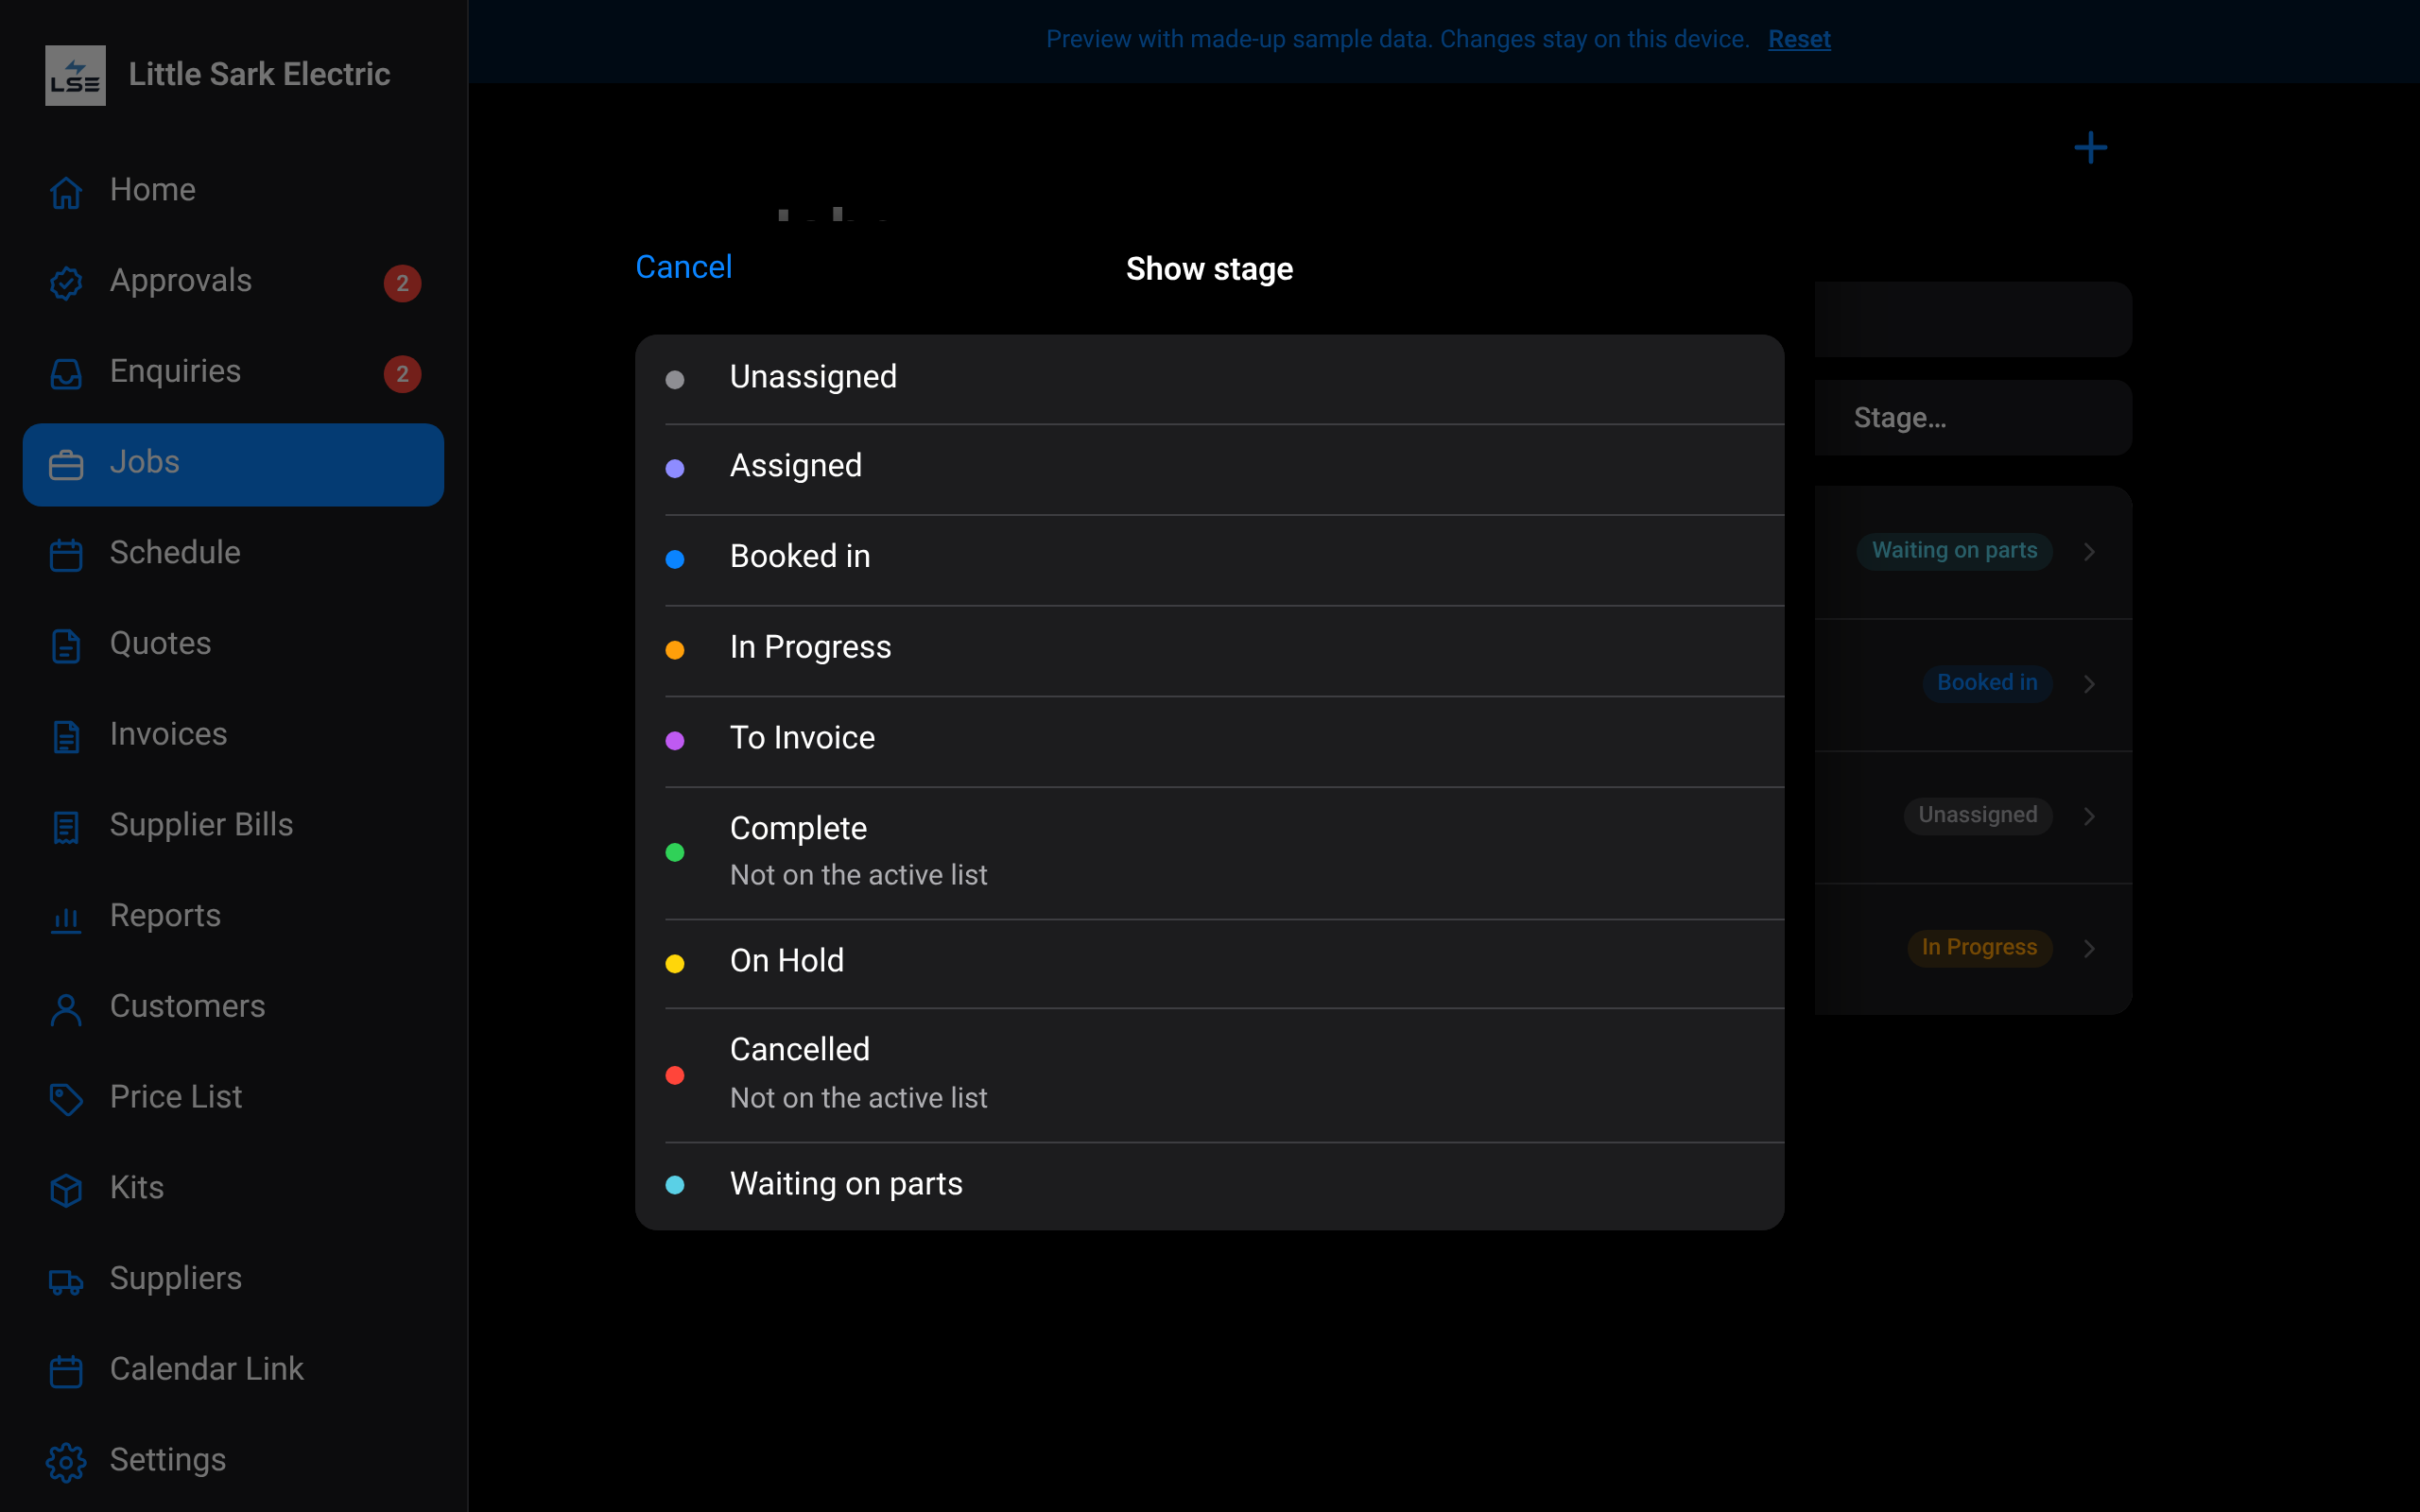 LSE
Little Sark Electric
Home
Approvals
2
Enquiries
2
Jobs
Schedule
Quotes
Invoices
Supplier Bills
Reports
Customers
Price List
Kits
Suppliers
Calendar Link
Settings
Preview with made-up sample data. Changes stay on this device. Reset
Cancel
Show stage
Unassigned
Assigned
Booked in
In Progress
To Invoice
Complete
Not on the active list
On Hold
Cancelled
Not on the active list
Waiting on parts
Stage...
Waiting on parts
Booked in
Unassigned
In Progress